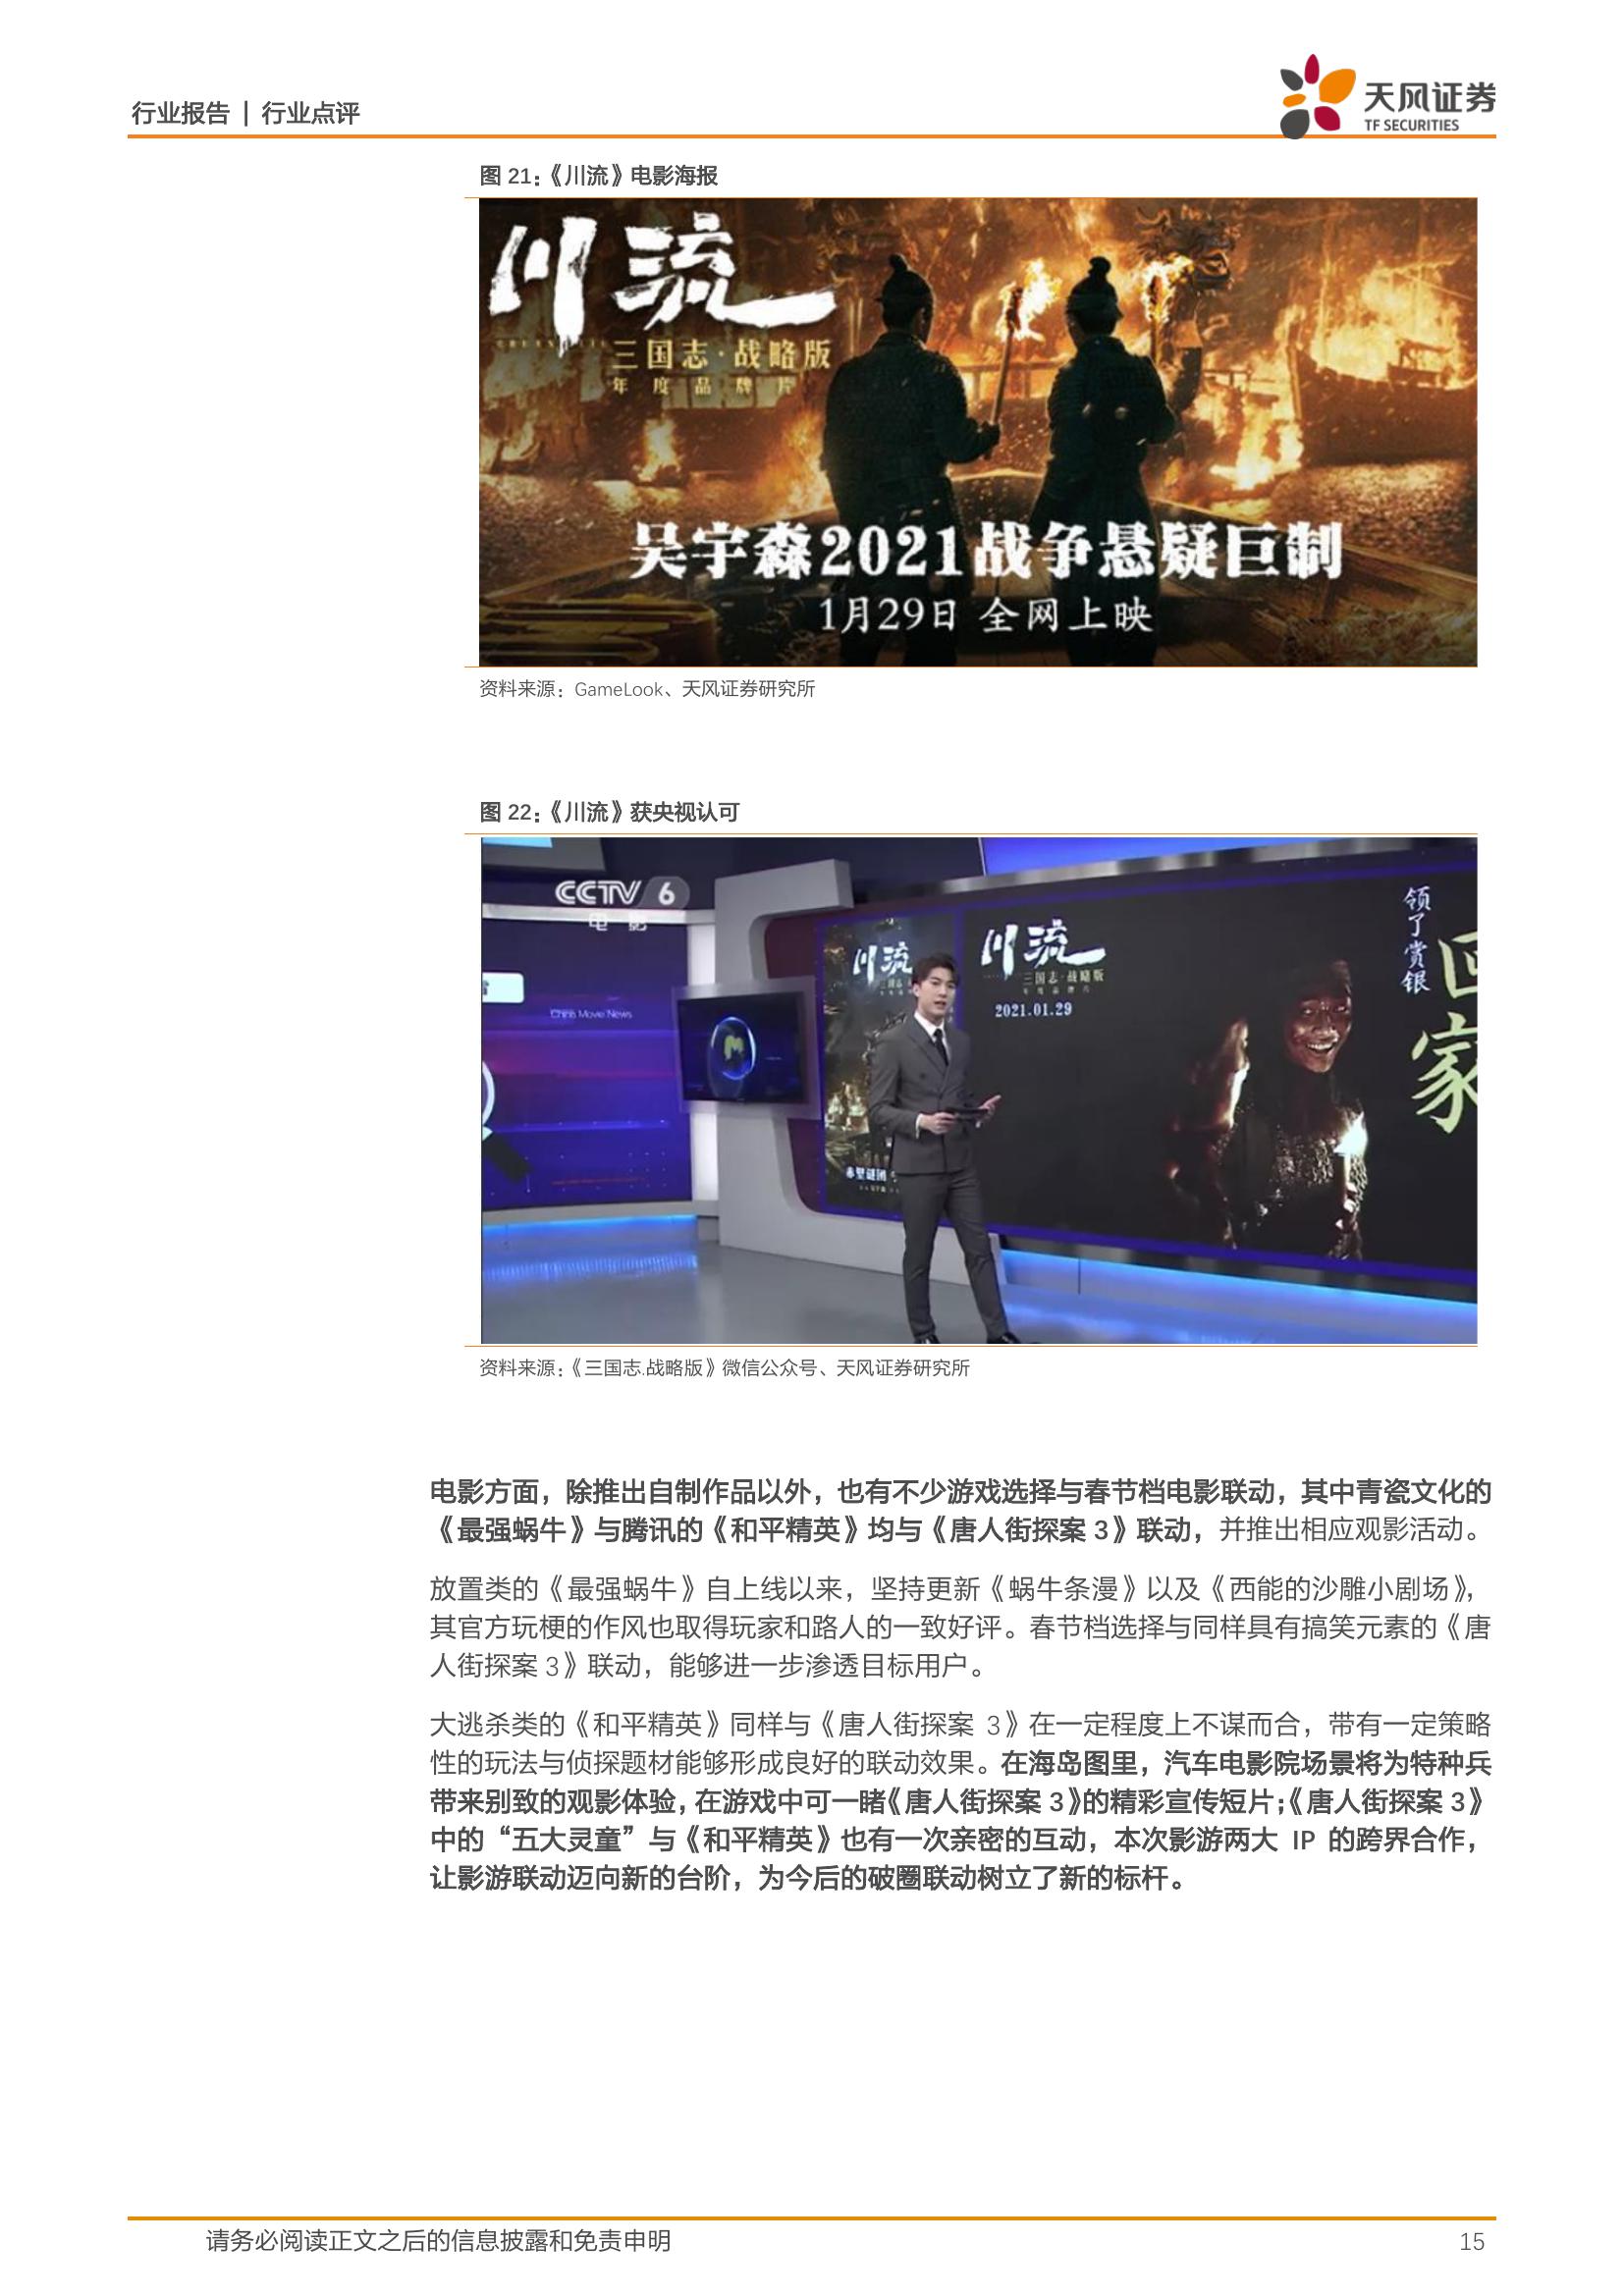 行业报告 | 行业点评
天风证券
TF SECURITIES
图 21：《川流》电影海报
川流
三国志·战略版
年度品牌片
吴宇森2021战争悬疑巨制
1月29日 全网上映
资料来源：GameLook、天风证券研究所
图 22：《川流》获央视认可
CCTV 6
电 影
China Movie News
川流
川流
三国志·战略版
年度品牌片
2021.01.29
领了赏银
回家
赤壁谜团
资料来源：《三国志.战略版》微信公众号、天风证券研究所
电影方面，除推出自制作品以外，也有不少游戏选择与春节档电影联动，其中青瓷文化的
《最强蜗牛》与腾讯的《和平精英》均与《唐人街探案 3》联动，并推出相应观影活动。
放置类的《最强蜗牛》自上线以来，坚持更新《蜗牛条漫》以及《西能的沙雕小剧场》，
其官方玩梗的作风也取得玩家和路人的一致好评。春节档选择与同样具有搞笑元素的《唐
人街探案 3》联动，能够进一步渗透目标用户。
大逃杀类的《和平精英》同样与《唐人街探案 3》在一定程度上不谋而合，带有一定策略
性的玩法与侦探题材能够形成良好的联动效果。在海岛图里，汽车电影院场景将为特种兵
带来别致的观影体验，在游戏中可一睹《唐人街探案 3》的精彩宣传短片；《唐人街探案 3》
中的“五大灵童”与《和平精英》也有一次亲密的互动，本次影游两大 IP 的跨界合作，
让影游联动迈向新的台阶，为今后的破圈联动树立了新的标杆。
请务必阅读正文之后的信息披露和免责申明
15